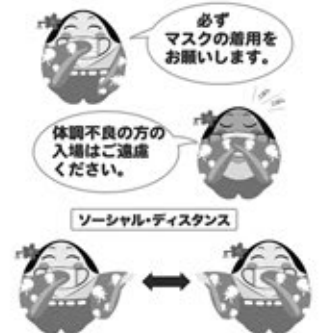 必ず
マスクの着用を
お願いします。
体調不良の方の
入場はご遠慮
ください。
ソーシャル・ディスタンス